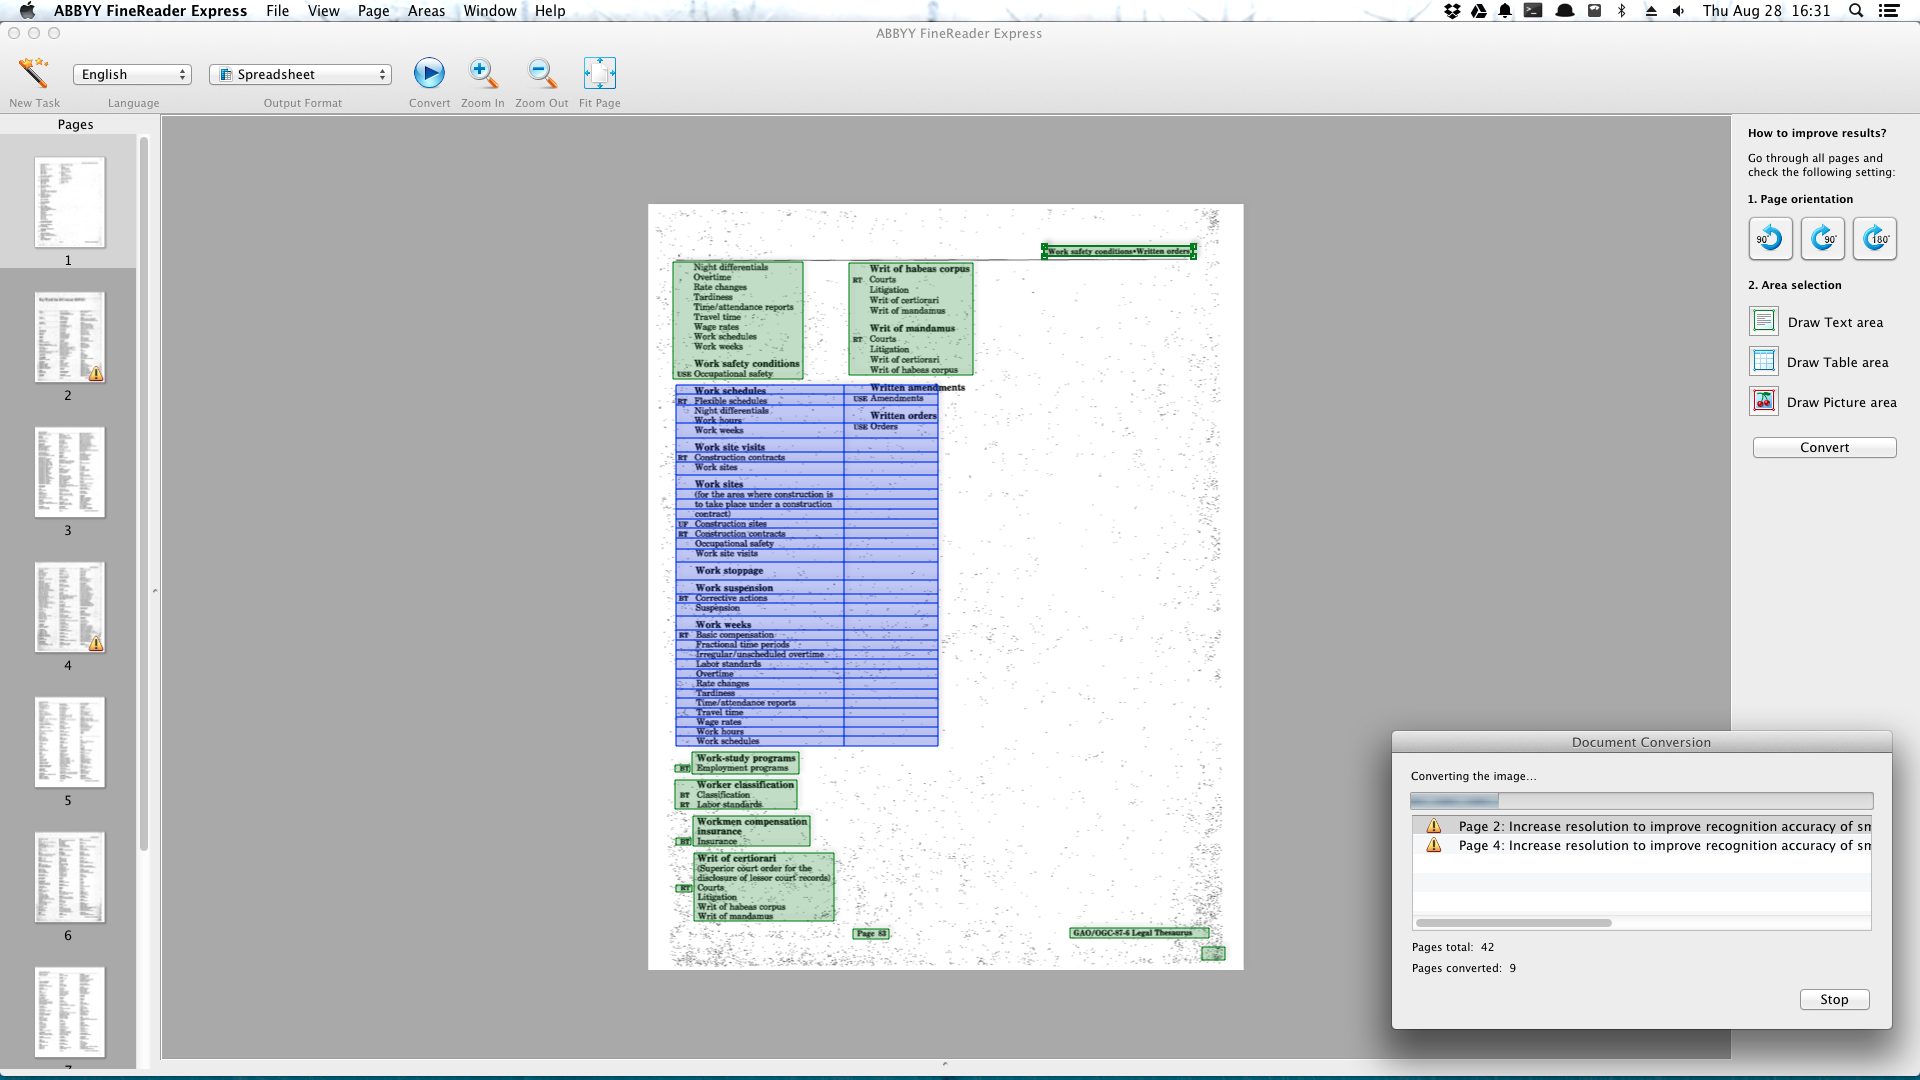 ABBYY FineReader Express File View Page Areas Window Help
Thu Aug 28 16:31
ABBYY FineReader Express
English
Spreadsheet
New Task Language Output Format Convert Zoom In Zoom Out Fit Page
Pages
1
2
3
4
5
6
7
Work safety conditions•Written orders
Night differentials
Overtime
Rate changes
Tardiness
Time/attendance reports
Travel time
Wage rates
Work schedules
Work weeks
Work safety conditions
USE Occupational safety
Work schedules
RT Flexible schedules
Night differentials
Work hours
Work weeks
Work site visits
RT Construction contracts
Work sites
Work sites
(for the area where construction is
to take place under a construction
contract)
UF Construction sites
RT Construction contracts
Occupational safety
Work site visits
Work stoppage
Work suspension
BT Corrective actions
Suspension
Work weeks
RT Basic compensation
Fractional time periods
Irregular/unscheduled overtime
Labor standards
Overtime
Rate changes
Tardiness
Time/attendance reports
Travel time
Wage rates
Work hours
Work schedules
Work-study programs
BT Employment programs
Worker classification
BT Classification
RT Labor standards
Workmen compensation
insurance
BT Insurance
Writ of certiorari
(Superior court order for the
disclosure of lessor court records)
RT Courts
Litigation
Writ of habeas corpus
Writ of mandamus
Writ of habeas corpus
RT Courts
Litigation
Writ of certiorari
Writ of mandamus
Writ of mandamus
RT Courts
Litigation
Writ of certiorari
Writ of habeas corpus
Written amendments
USE Amendments
Written orders
USE Orders
Page 83
GAO/OGC-87-6 Legal Thesaurus
How to improve results?
Go through all pages and
check the following setting:
1. Page orientation
90° 90° 180°
2. Area selection
Draw Text area
Draw Table area
Draw Picture area
Convert
Document Conversion
Converting the image...
Page 2: Increase resolution to improve recognition accuracy of sm
Page 4: Increase resolution to improve recognition accuracy of sm
Pages total: 42
Pages converted: 9
Stop